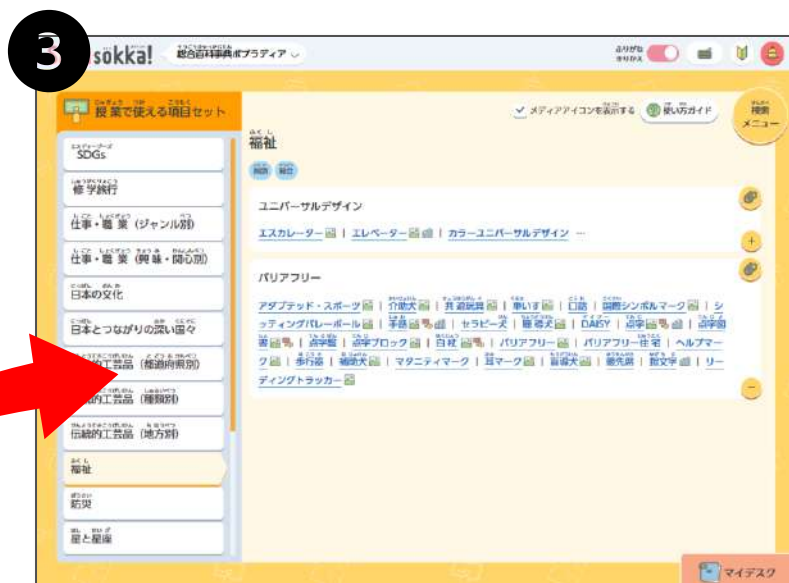 3
sokka!
総合百科事典ポプラディア
ふりがな
きりかえ
授業で使える項目セット
SDGs
修学旅行
仕事・職業（ジャンル別）
仕事・職業（興味・関心別）
日本の文化
日本とつながりの深い国々
的工芸品（都道府県別）
的工芸品（種類別）
伝統的工芸品（地方別）
福祉
防災
星と星座
メディアアイコンを表示する
使い方ガイド
検索
メニュー
福祉
ユニバーサルデザイン
エスカレーター | エレベーター | カラーユニバーサルデザイン …
バリアフリー
アダプテッド・スポーツ | 介助犬 | 共遊玩具 | 車いす | 口話 | 国際シンボルマーク | シ
ッティングバレーボール | 手話 | セラピー犬 | 聴導犬 | DAISY | 点字 | 点字図
書 | 点字盤 | 点字ブロック | 白杖 | バリアフリー | バリアフリー住宅 | ヘルプマー
ク | 歩行器 | 補助犬 | マタニティマーク | 耳マーク | 盲導犬 | 優先席 | 拡大文字 | リー
ディングトラッカー
マイデスク